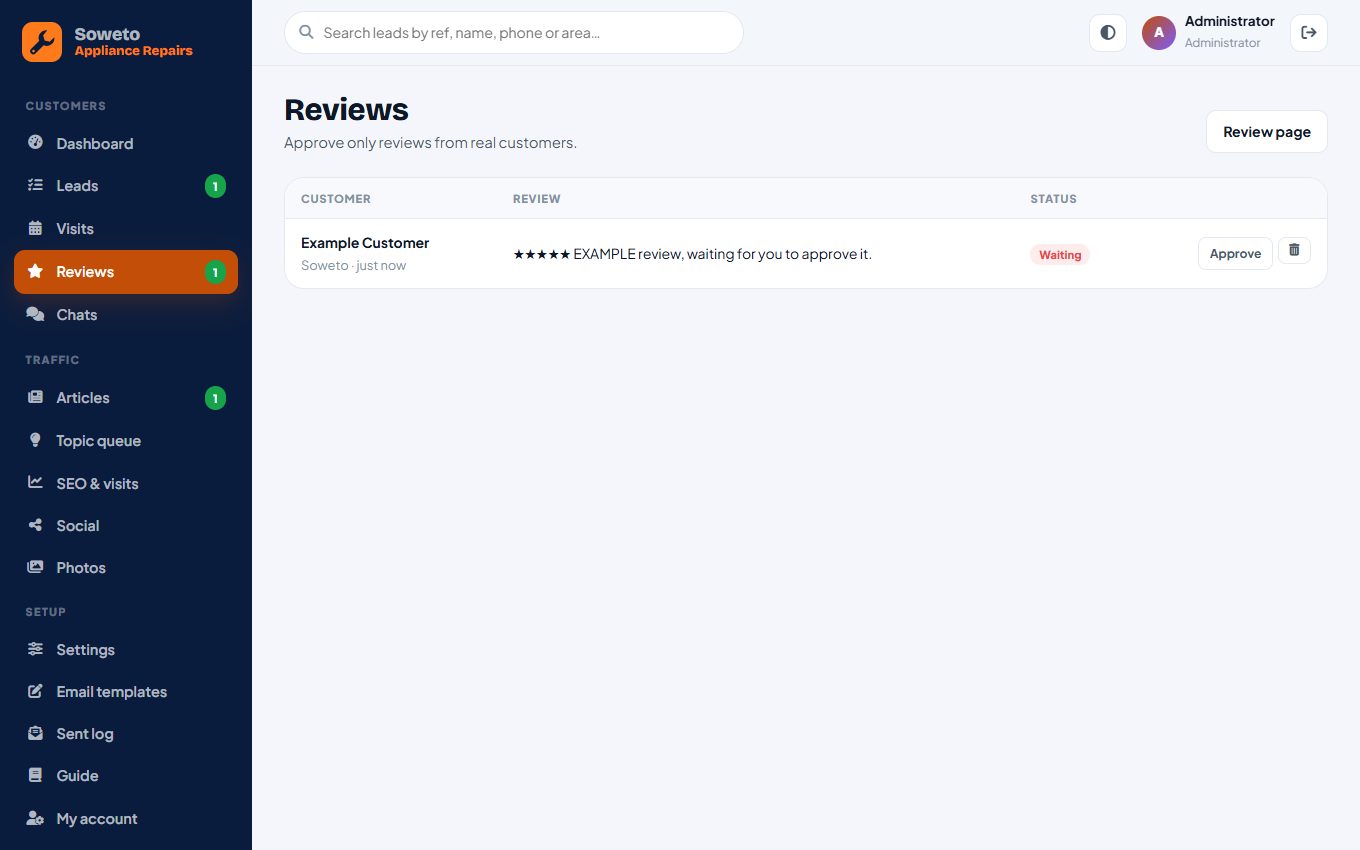 Soweto
Appliance Repairs
Search leads by ref, name, phone or area...
A
Administrator
Administrator
CUSTOMERS
Dashboard
Leads 1
Visits
Reviews 1
Chats
TRAFFIC
Articles 1
Topic queue
SEO & visits
Social
Photos
SETUP
Settings
Email templates
Sent log
Guide
My account
Reviews
Approve only reviews from real customers.
Review page
CUSTOMER REVIEW STATUS
Example Customer
Soweto · just now
★★★★★ EXAMPLE review, waiting for you to approve it.
Waiting
Approve